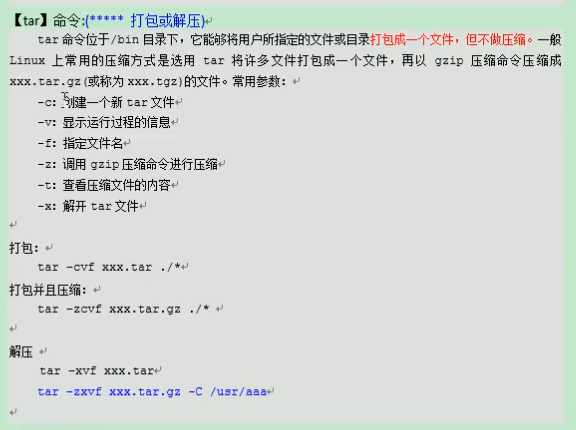 【tar】命令:(***** 打包或解压)
tar 命令位于/bin 目录下，它能够将用户所指定的文件或目录打包成一个文件，但不做压缩。一般
Linux 上常用的压缩方式是选用 tar 将许多文件打包成一个文件，再以 gzip 压缩命令压缩成
xxx.tar.gz(或称为 xxx.tgz)的文件。常用参数：
-c：创建一个新 tar 文件
-v：显示运行过程的信息
-f：指定文件名
-z：调用 gzip 压缩命令进行压缩
-t：查看压缩文件的内容
-x：解开 tar 文件
打包：
tar –cvf xxx.tar ./*
打包并且压缩：
tar –zcvf xxx.tar.gz ./*
解压
tar –xvf xxx.tar
tar -zxvf xxx.tar.gz -C /usr/aaa